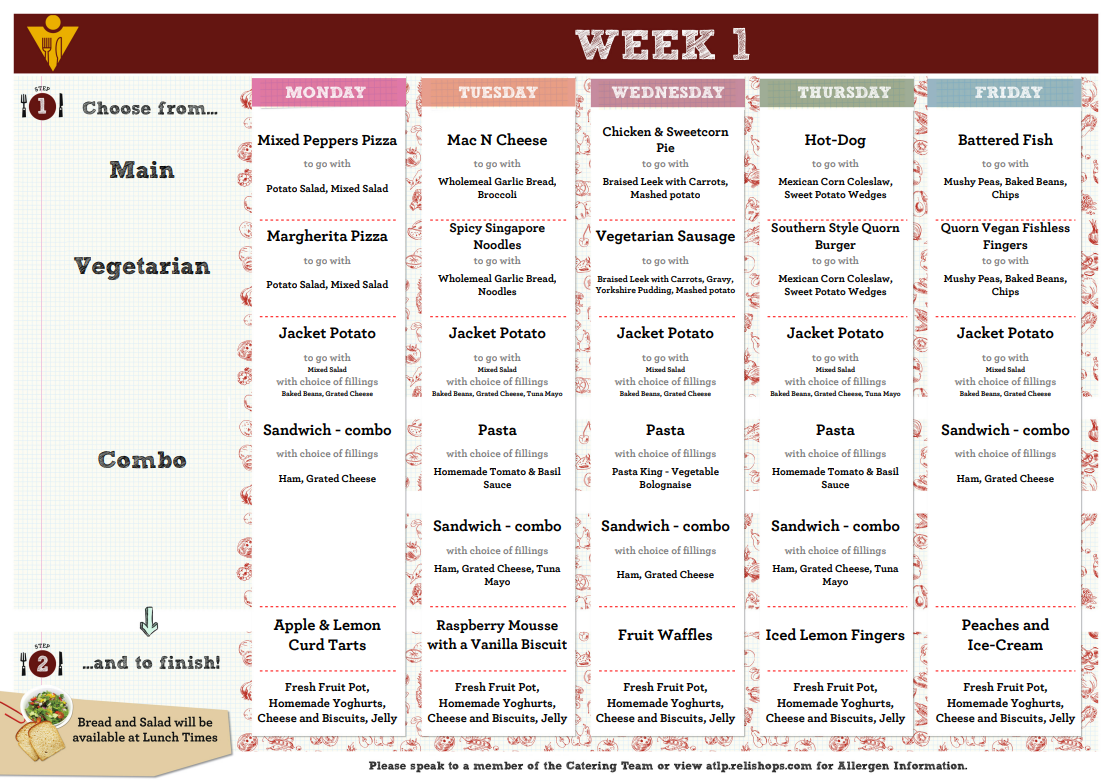 WEEK 1
STEP
1
Choose from...
MONDAY
TUESDAY
WEDNESDAY
THURSDAY
FRIDAY
Main
Mixed Peppers Pizza
to go with
Potato Salad, Mixed Salad
Mac N Cheese
to go with
Wholemeal Garlic Bread,
Broccoli
Chicken & Sweetcorn
Pie
to go with
Braised Leek with Carrots,
Mashed potato
Hot-Dog
to go with
Mexican Corn Coleslaw,
Sweet Potato Wedges
Battered Fish
to go with
Mushy Peas, Baked Beans,
Chips
Vegetarian
Margherita Pizza
to go with
Potato Salad, Mixed Salad
Spicy Singapore
Noodles
to go with
Wholemeal Garlic Bread,
Noodles
Vegetarian Sausage
to go with
Braised Leek with Carrots, Gravy,
Yorkshire Pudding, Mashed potato
Southern Style Quorn
Burger
to go with
Mexican Corn Coleslaw,
Sweet Potato Wedges
Quorn Vegan Fishless
Fingers
to go with
Mushy Peas, Baked Beans,
Chips
Combo
Jacket Potato
to go with
Mixed Salad
with choice of fillings
Baked Beans, Grated Cheese
Sandwich - combo
with choice of fillings
Ham, Grated Cheese
Jacket Potato
to go with
Mixed Salad
with choice of fillings
Baked Beans, Grated Cheese, Tuna Mayo
Pasta
with choice of fillings
Homemade Tomato & Basil
Sauce
Sandwich - combo
with choice of fillings
Ham, Grated Cheese, Tuna
Mayo
Jacket Potato
to go with
Mixed Salad
with choice of fillings
Baked Beans, Grated Cheese
Pasta
with choice of fillings
Pasta King - Vegetable
Bolognaise
Sandwich - combo
with choice of fillings
Ham, Grated Cheese
Jacket Potato
to go with
Mixed Salad
with choice of fillings
Baked Beans, Grated Cheese, Tuna Mayo
Pasta
with choice of fillings
Homemade Tomato & Basil
Sauce
Sandwich - combo
with choice of fillings
Ham, Grated Cheese, Tuna
Mayo
Jacket Potato
to go with
Mixed Salad
with choice of fillings
Baked Beans, Grated Cheese
Sandwich - combo
with choice of fillings
Ham, Grated Cheese
STEP
2
...and to finish!
Apple & Lemon
Curd Tarts
Raspberry Mousse
with a Vanilla Biscuit
Fruit Waffles
Iced Lemon Fingers
Peaches and
Ice-Cream
Fresh Fruit Pot,
Homemade Yoghurts,
Cheese and Biscuits, Jelly
Fresh Fruit Pot,
Homemade Yoghurts,
Cheese and Biscuits, Jelly
Fresh Fruit Pot,
Homemade Yoghurts,
Cheese and Biscuits, Jelly
Fresh Fruit Pot,
Homemade Yoghurts,
Cheese and Biscuits, Jelly
Fresh Fruit Pot,
Homemade Yoghurts,
Cheese and Biscuits, Jelly
Bread and Salad will be
available at Lunch Times
Please speak to a member of the Catering Team or view atlp.relishops.com for Allergen Information.